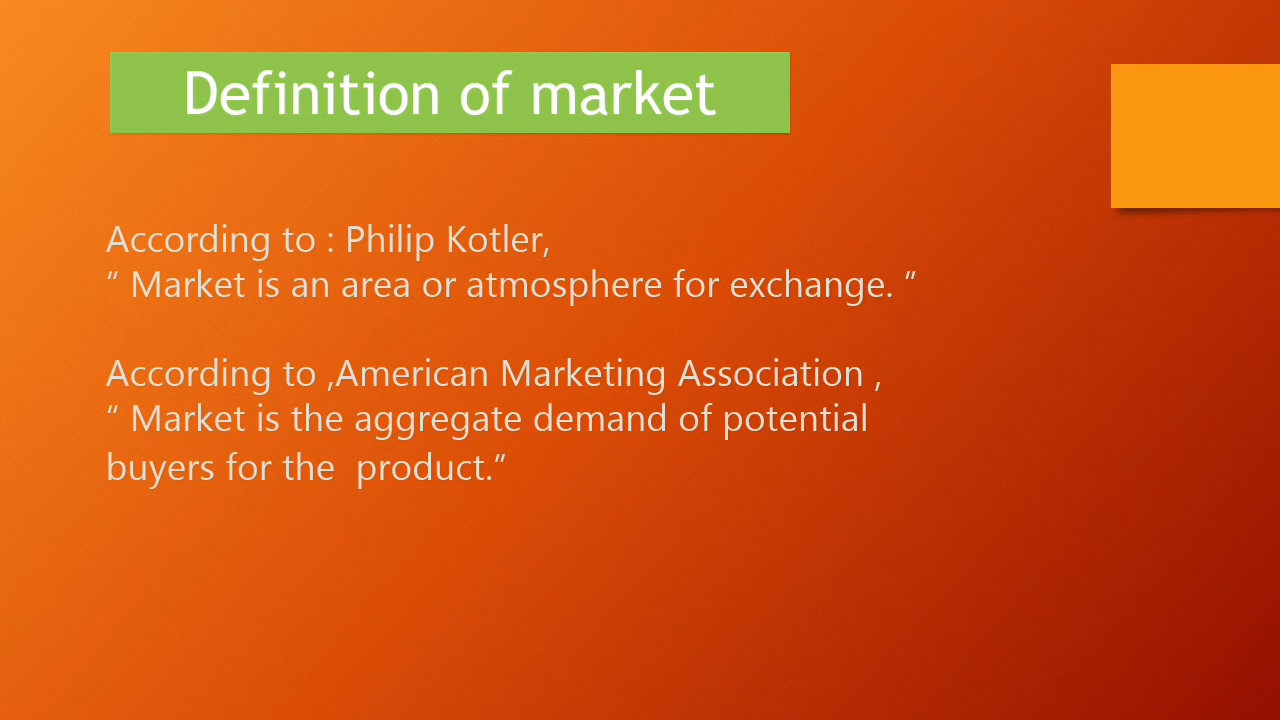 Definition of market
According to : Philip Kotler,
“ Market is an area or atmosphere for exchange. ”
According to ,American Marketing Association ,
“ Market is the aggregate demand of potential
buyers for the  product.”